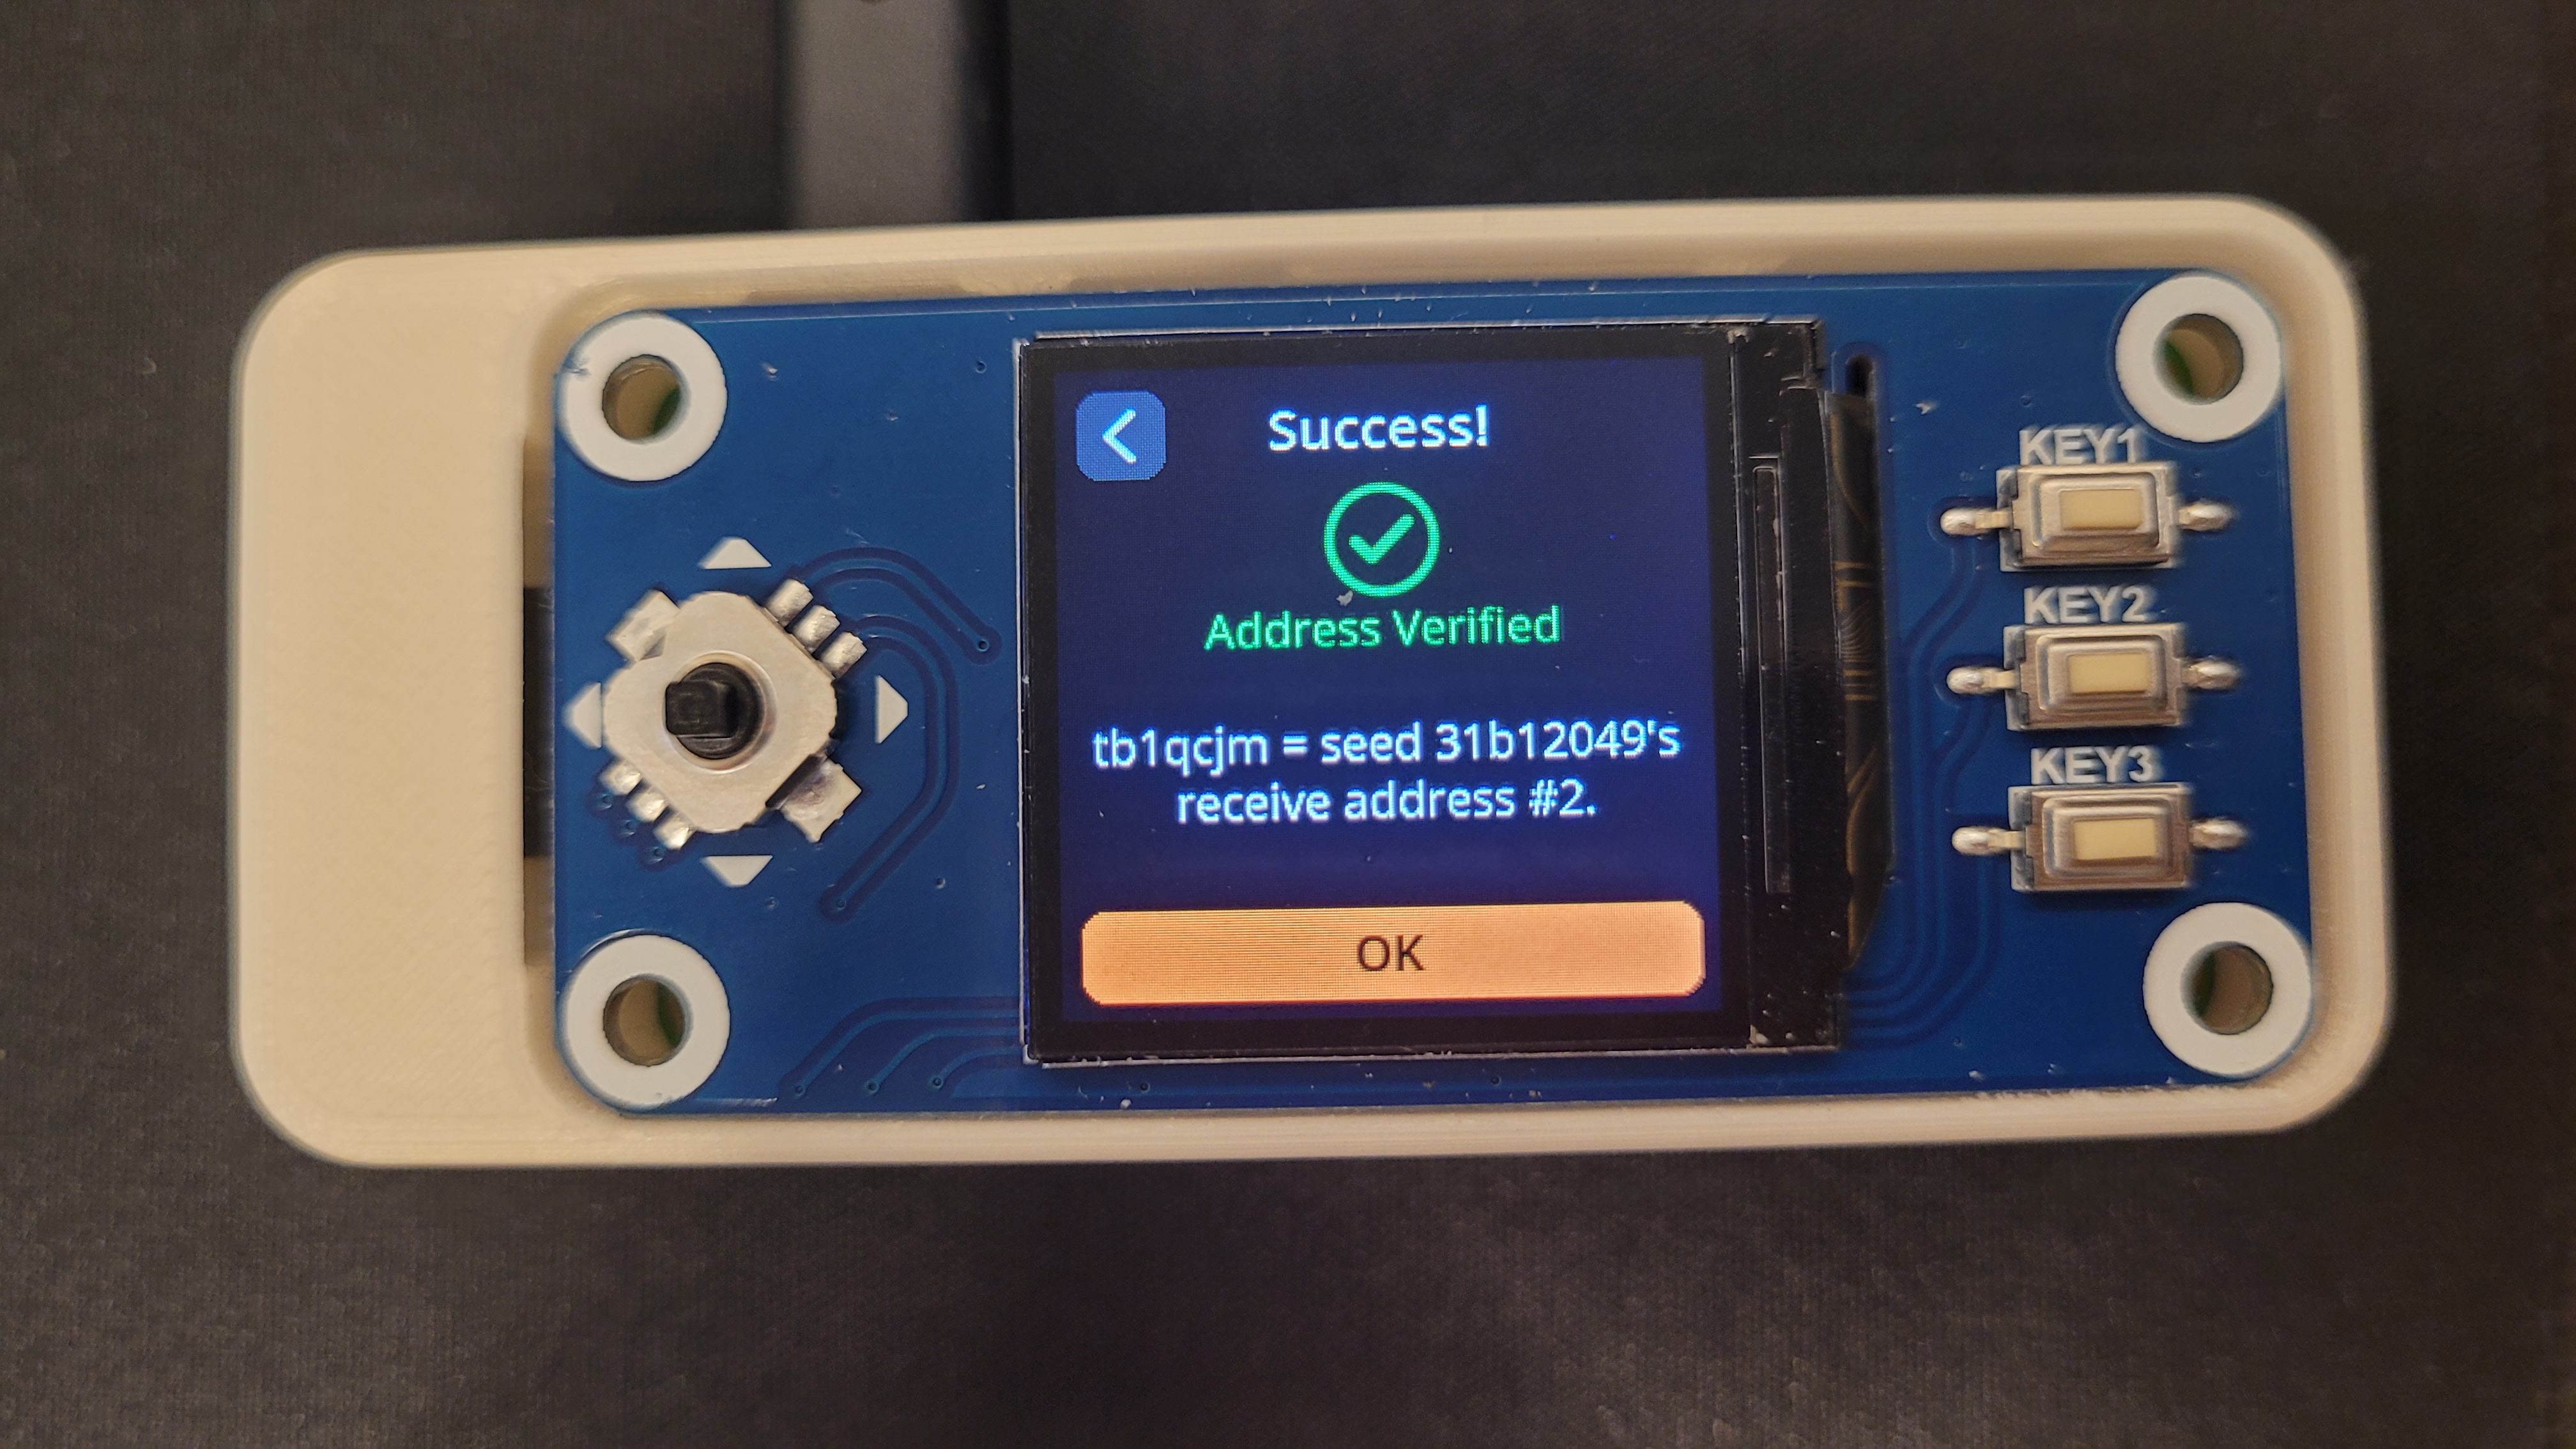 Success!
Address Verified
tb1qcjm = seed 31b12049's
receive address #2.
OK
KEY1
KEY2
KEY3